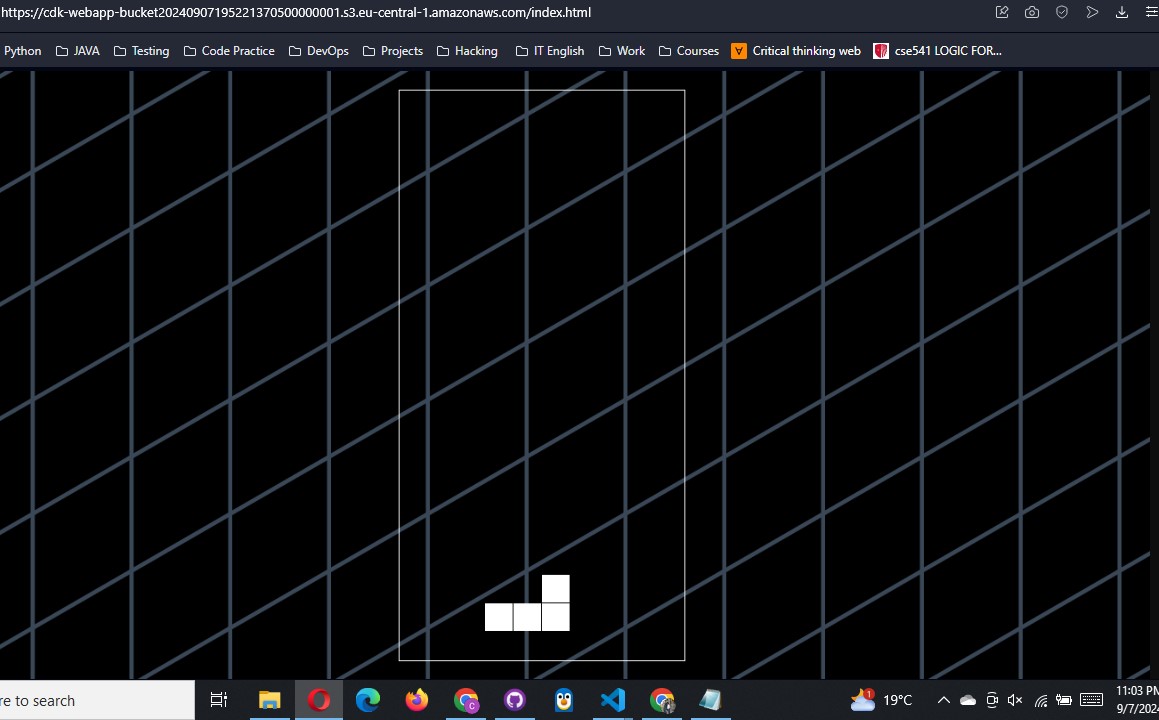 https://cdk-webapp-bucket20240907195221370500000001.s3.eu-central-1.amazonaws.com/index.html
Python JAVA Testing Code Practice DevOps Projects Hacking IT English Work Courses Critical thinking web cse541 LOGIC FOR...
re to search
1
19°C
11:03 PM
9/7/2024